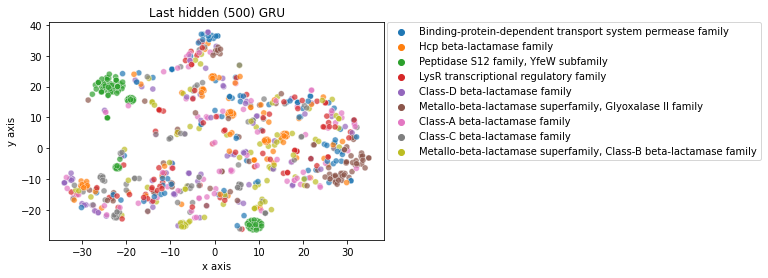 Last hidden (500) GRU
40
30
20
10
0
−10
−20
y axis
−30
−20
−10
0
10
20
30
x axis
Binding-protein-dependent transport system permease family
Hcp beta-lactamase family
Peptidase S12 family, YfeW subfamily
LysR transcriptional regulatory family
Class-D beta-lactamase family
Metallo-beta-lactamase superfamily, Glyoxalase II family
Class-A beta-lactamase family
Class-C beta-lactamase family
Metallo-beta-lactamase superfamily, Class-B beta-lactamase family